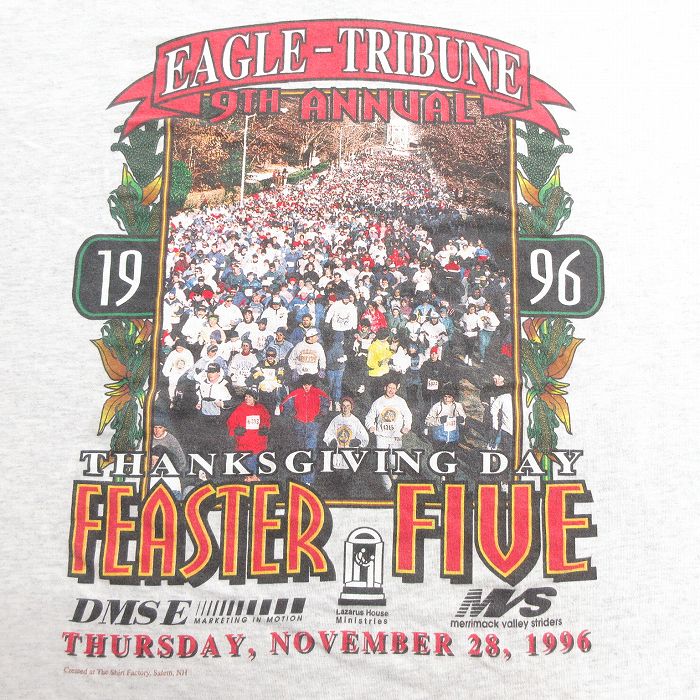 EAGLE-TRIBUNE
9TH ANNUAL
19 96
THANKSGIVING DAY
FEASTER FIVE
DMSE
MARKETING IN MOTION
Lazarus House
Ministries
MVS
merrimack valley striders
THURSDAY, NOVEMBER 28, 1996
Created at The Shirt Factory, Salem, NH